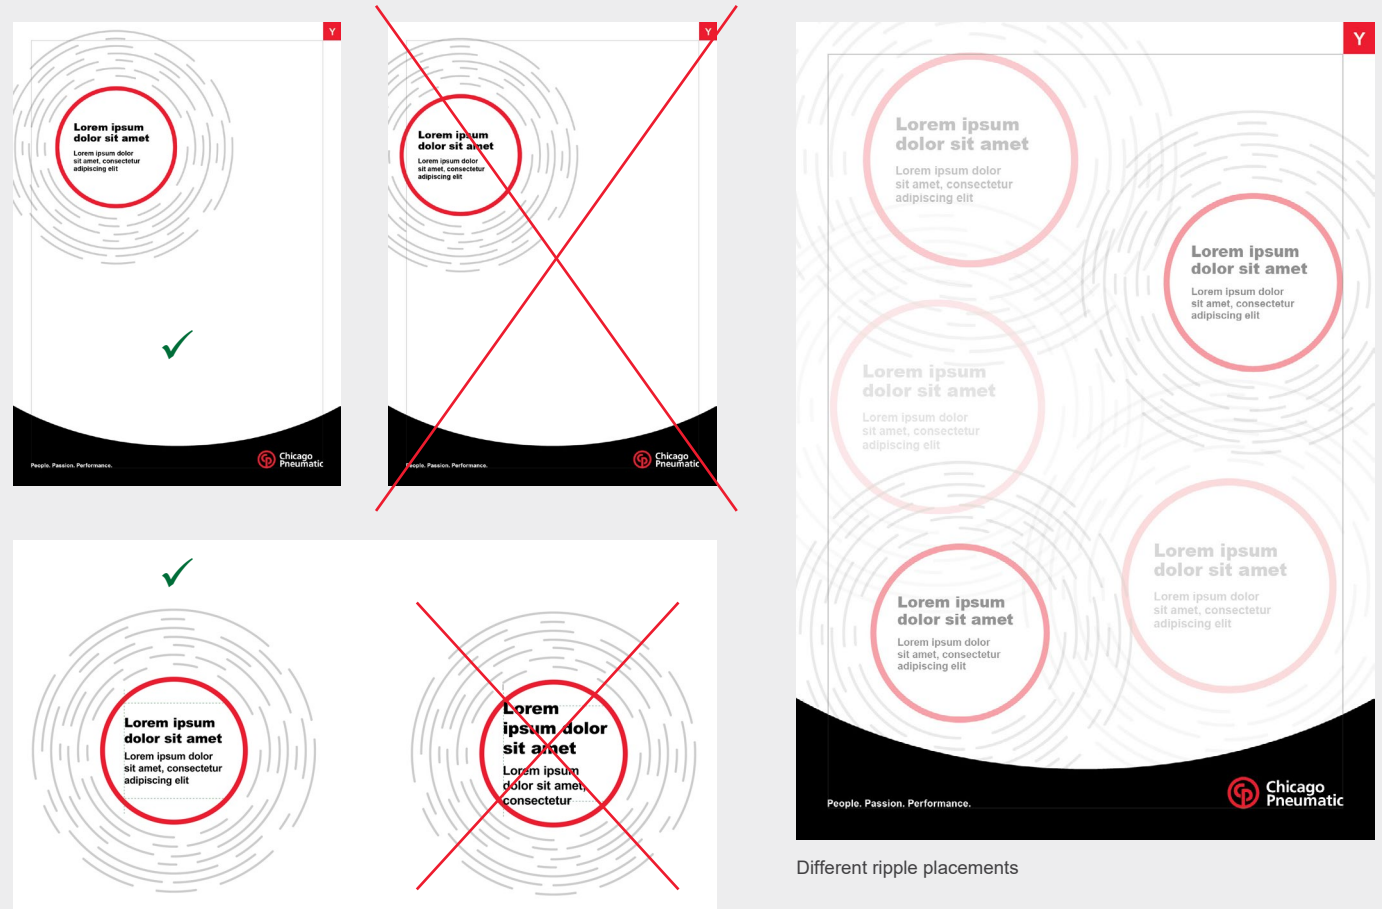 Y
Lorem ipsum
dolor sit amet
Lorem ipsum dolor
sit amet, consectetur
adipiscing elit
People. Passion. Performance.
CP
Chicago
Pneumatic
Y
Lorem ipsum
dolor sit amet
Lorem ipsum dolor
sit amet, consectetur
adipiscing elit
People. Passion. Performance.
CP
Chicago
Pneumatic
Lorem ipsum
dolor sit amet
Lorem ipsum dolor
sit amet, consectetur
adipiscing elit
Lorem
ipsum dolor
sit amet
Lorem ipsum
dolor sit amet,
consectetur
Y
Lorem ipsum
dolor sit amet
Lorem ipsum dolor
sit amet, consectetur
adipiscing elit
Lorem ipsum
dolor sit amet
Lorem ipsum dolor
sit amet, consectetur
adipiscing elit
Lorem ipsum
dolor sit amet
Lorem ipsum dolor
sit amet, consectetur
adipiscing elit
Lorem ipsum
dolor sit amet
Lorem ipsum dolor
sit amet, consectetur
adipiscing elit
Lorem ipsum
dolor sit amet
Lorem ipsum dolor
sit amet, consectetur
adipiscing elit
People. Passion. Performance.
CP
Chicago
Pneumatic
Different ripple placements